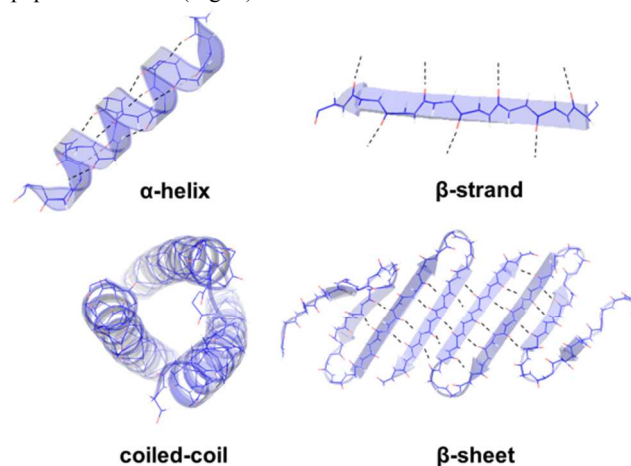 α-helix
β-strand
coiled-coil
β-sheet